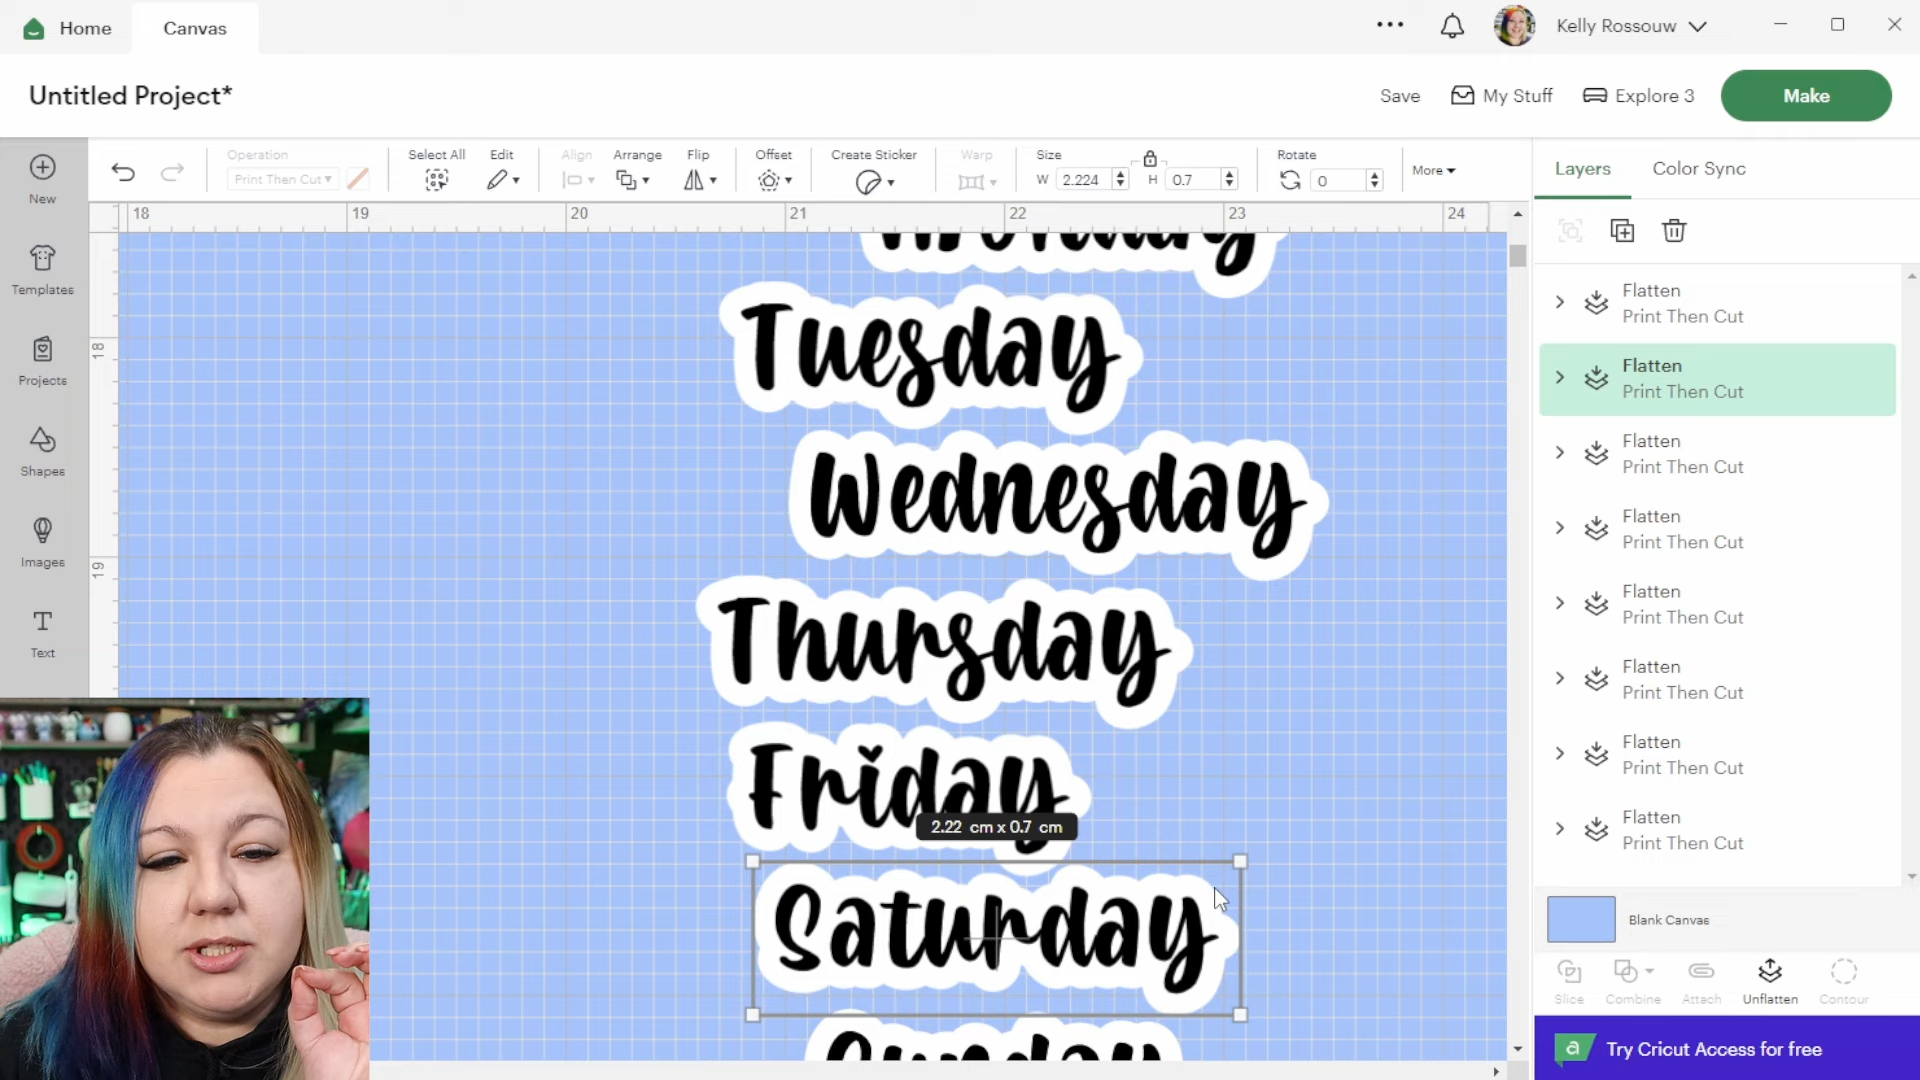 Home
Canvas
Kelly Rossouw
Untitled Project*
Save
My Stuff
Explore 3
Make
New
Templates
Projects
Shapes
Images
Text
Operation
Print Then Cut
Select All
Edit
Align
Arrange
Flip
Offset
Create Sticker
Warp
Size
W 2.224
H 0.7
Rotate
0
More
18 19 20 21 22 23 24
18
19
Monday
Tuesday
Wednesday
Thursday
Friday
2.22 cm x 0.7 cm
Saturday
Sunday
Layers
Color Sync
Flatten
Print Then Cut
Flatten
Print Then Cut
Flatten
Print Then Cut
Flatten
Print Then Cut
Flatten
Print Then Cut
Flatten
Print Then Cut
Flatten
Print Then Cut
Flatten
Print Then Cut
Blank Canvas
Slice
Combine
Attach
Unflatten
Contour
a Try Cricut Access for free